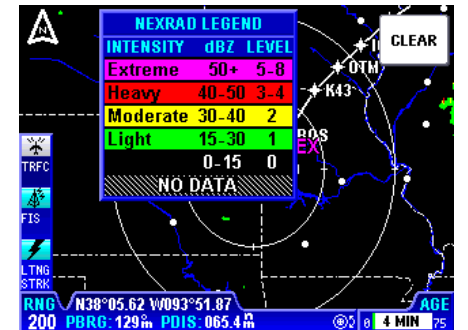 N
NEXRAD LEGEND
INTENSITY dBZ LEVEL
Extreme 50+ 5-8
Heavy 40-50 3-4
Moderate 30-40 2
Light 15-30 1
0-15 0
NO DATA
CLEAR
OTM
K43
TRFC
FIS
LTNG
STRK
RNG N38°05.62 W093°51.87 AGE
200 PBRG:129°m PDIS:065.4nm 4 MIN 75